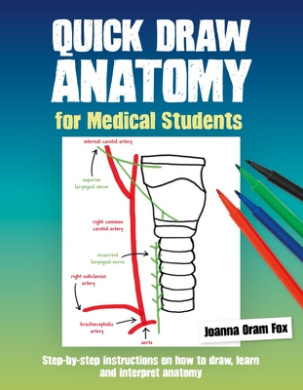 QUICK DRAW
ANATOMY
for Medical Students
internal carotid artery
superior
laryngeal nerve
right common
carotid artery
recurrent
laryngeal nerve
right subclavian
artery
brachiocephalic
artery
aorta
Joanna Oram Fox
Step-by-step instructions on how to draw, learn
and interpret anatomy